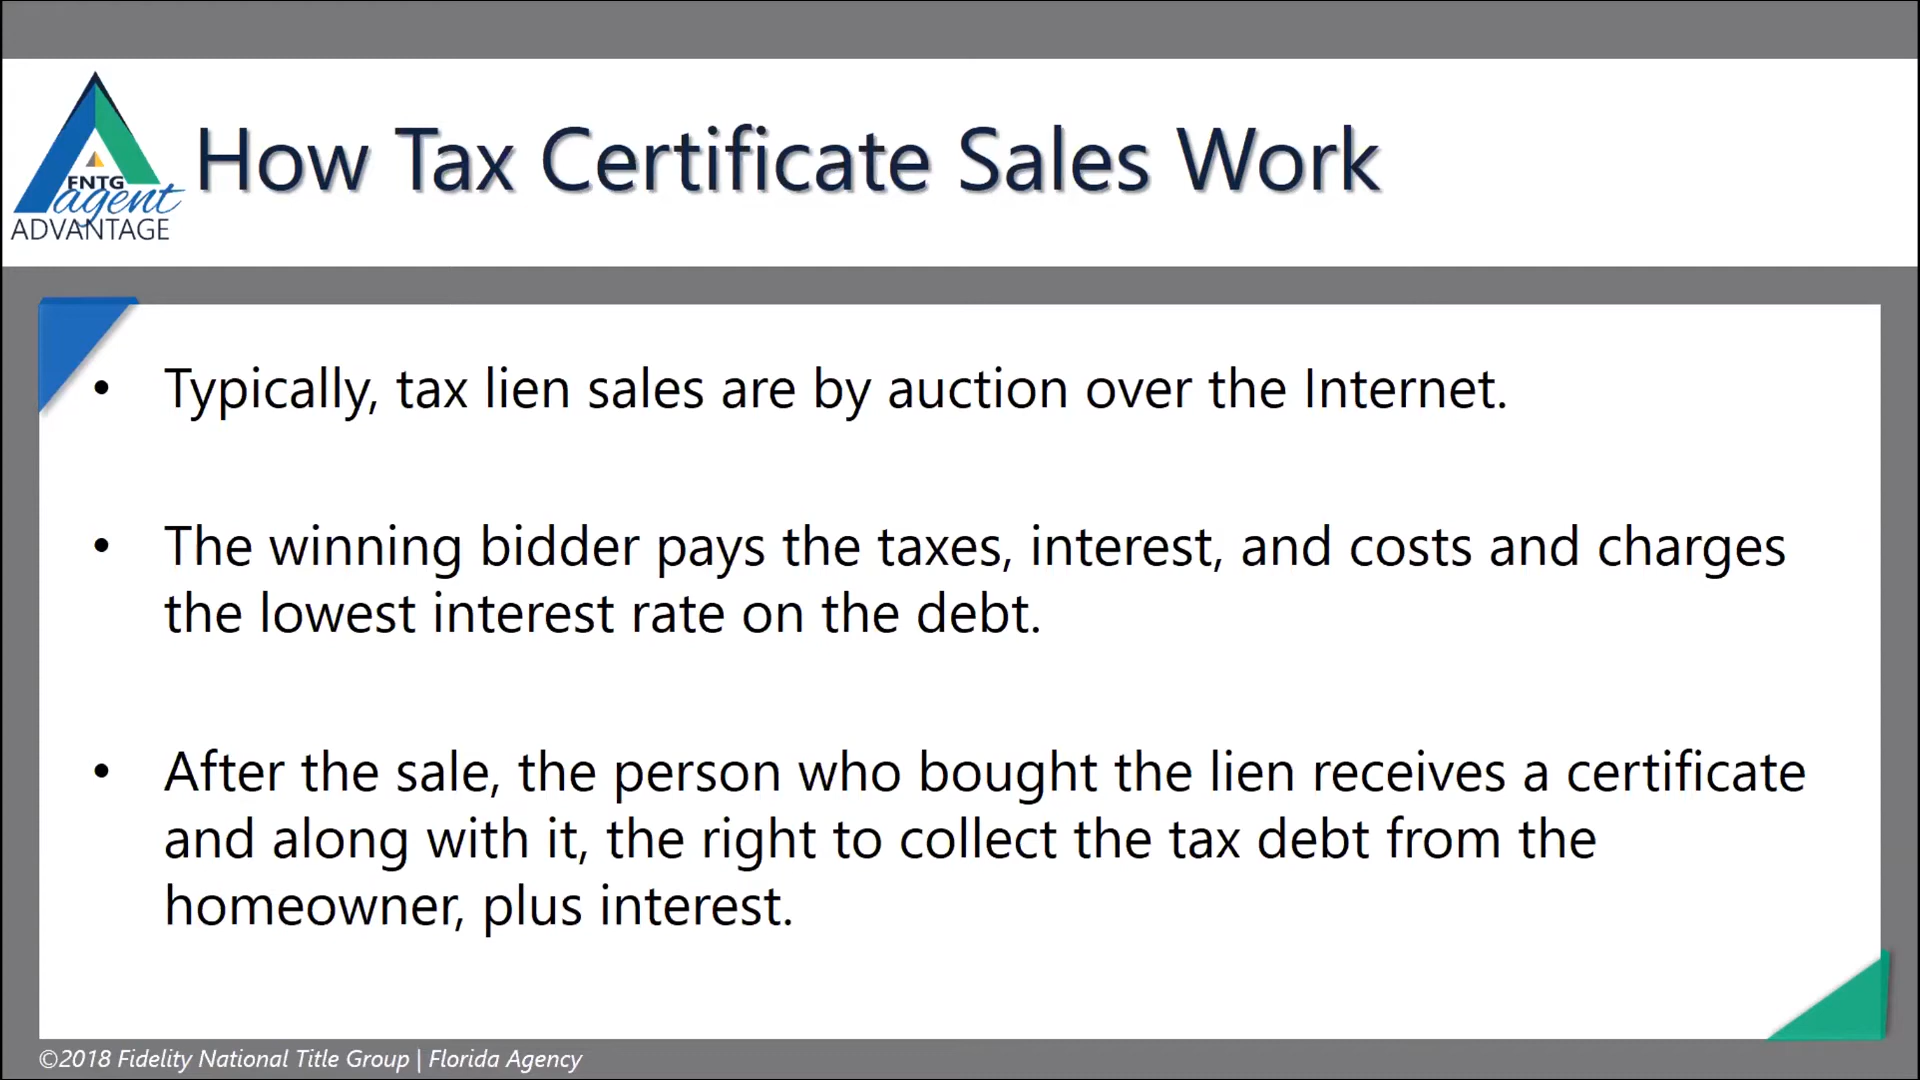 FNTG
agent
ADVANTAGE
How Tax Certificate Sales Work
• Typically, tax lien sales are by auction over the Internet.
• The winning bidder pays the taxes, interest, and costs and charges
the lowest interest rate on the debt.
• After the sale, the person who bought the lien receives a certificate
and along with it, the right to collect the tax debt from the
homeowner, plus interest.
©2018 Fidelity National Title Group | Florida Agency